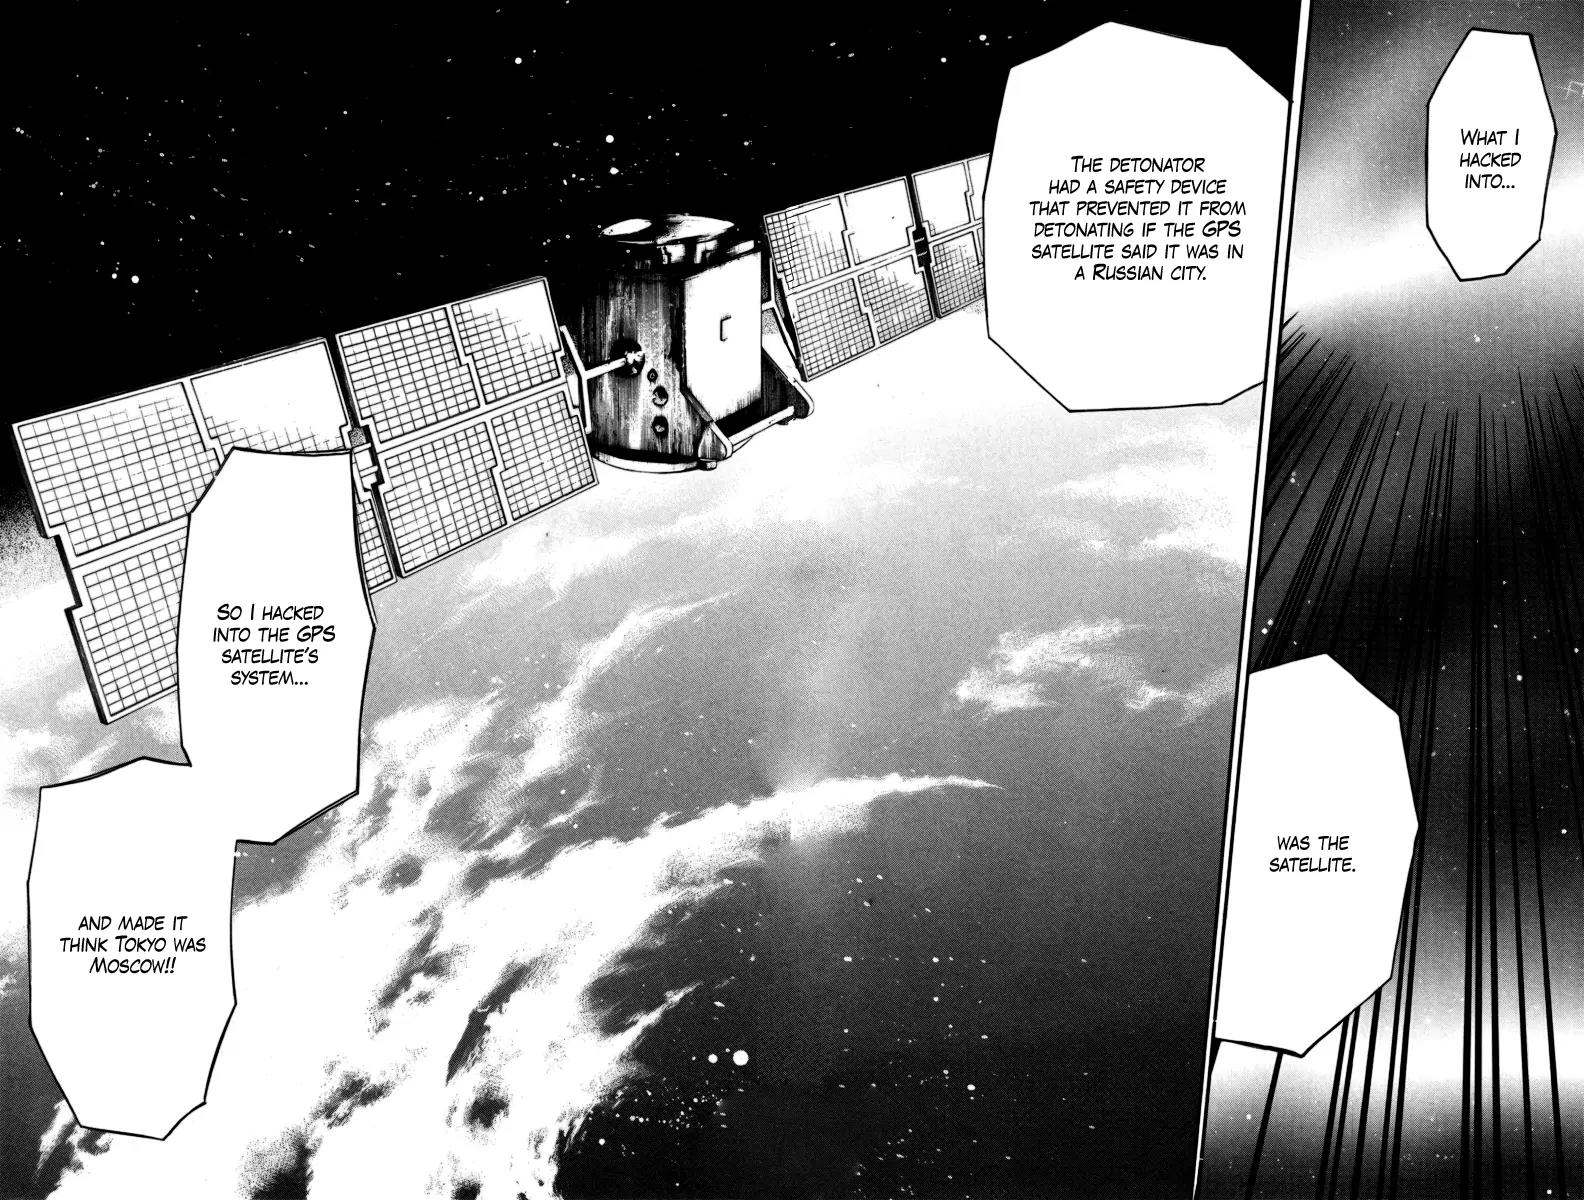 What I
hacked
into...
was the
satellite.
The detonator
had a safety device
that prevented it from
detonating if the GPS
satellite said it was in
a Russian city.
So I hacked
into the GPS
satellite's
system...
and made it
think Tokyo was
Moscow!!